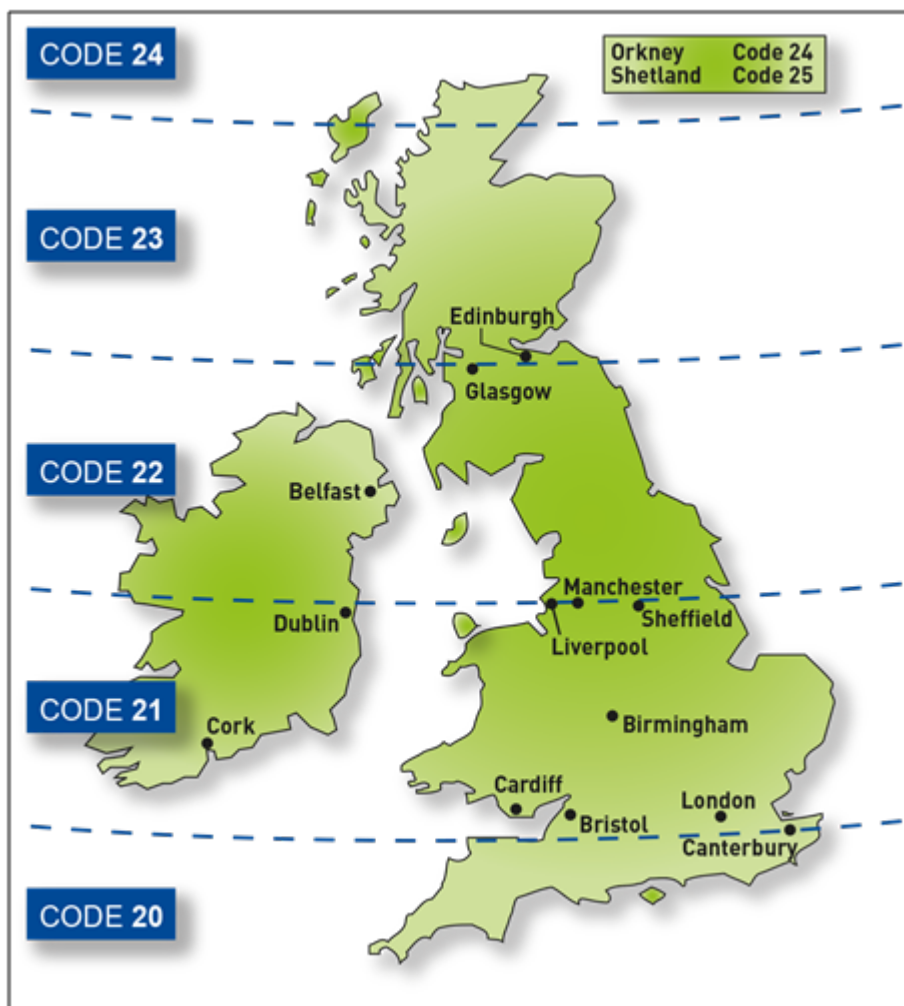 CODE 24
Orkney Code 24
Shetland Code 25
CODE 23
Edinburgh
Glasgow
CODE 22
Belfast
Manchester
Dublin
Sheffield
Liverpool
CODE 21
Cork
Birmingham
Cardiff
London
Bristol
Canterbury
CODE 20